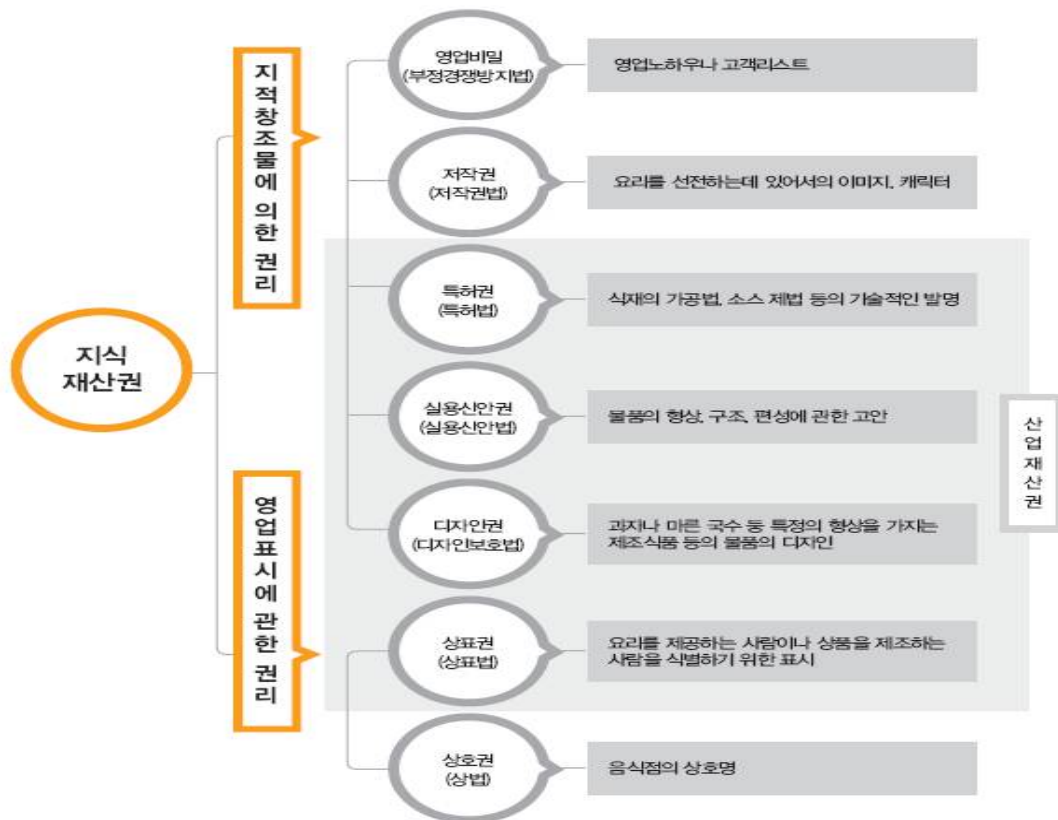 지식
재산권
지적창조물에 의한 권리
영업비밀
(부정경쟁방지법)
영업노하우나 고객리스트
저작권
(저작권법)
요리를 선전하는데 있어서의 이미지, 캐릭터
특허권
(특허법)
식재의 가공법, 소스 제법 등의 기술적인 발명
실용신안권
(실용신안법)
물품의 형상, 구조, 편성에 관한 고안
디자인권
(디자인보호법)
과자나 마른 국수 등 특정의 형상을 가지는
제조식품 등의 물품의 디자인
영업표시에 관한 권리
상표권
(상표법)
요리를 제공하는 사람이나 상품을 제조하는
사람을 식별하기 위한 표시
상호권
(상법)
음식점의 상호명
산업재산권